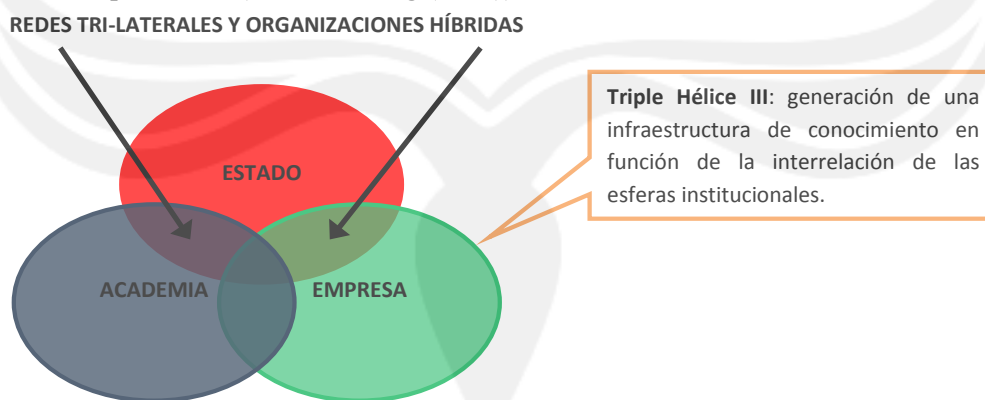 REDES TRI-LATERALES Y ORGANIZACIONES HÍBRIDAS
Triple Hélice III: generación de una
infraestructura de conocimiento en
función de la interrelación de las
esferas institucionales.
ESTADO
ACADEMIA
EMPRESA